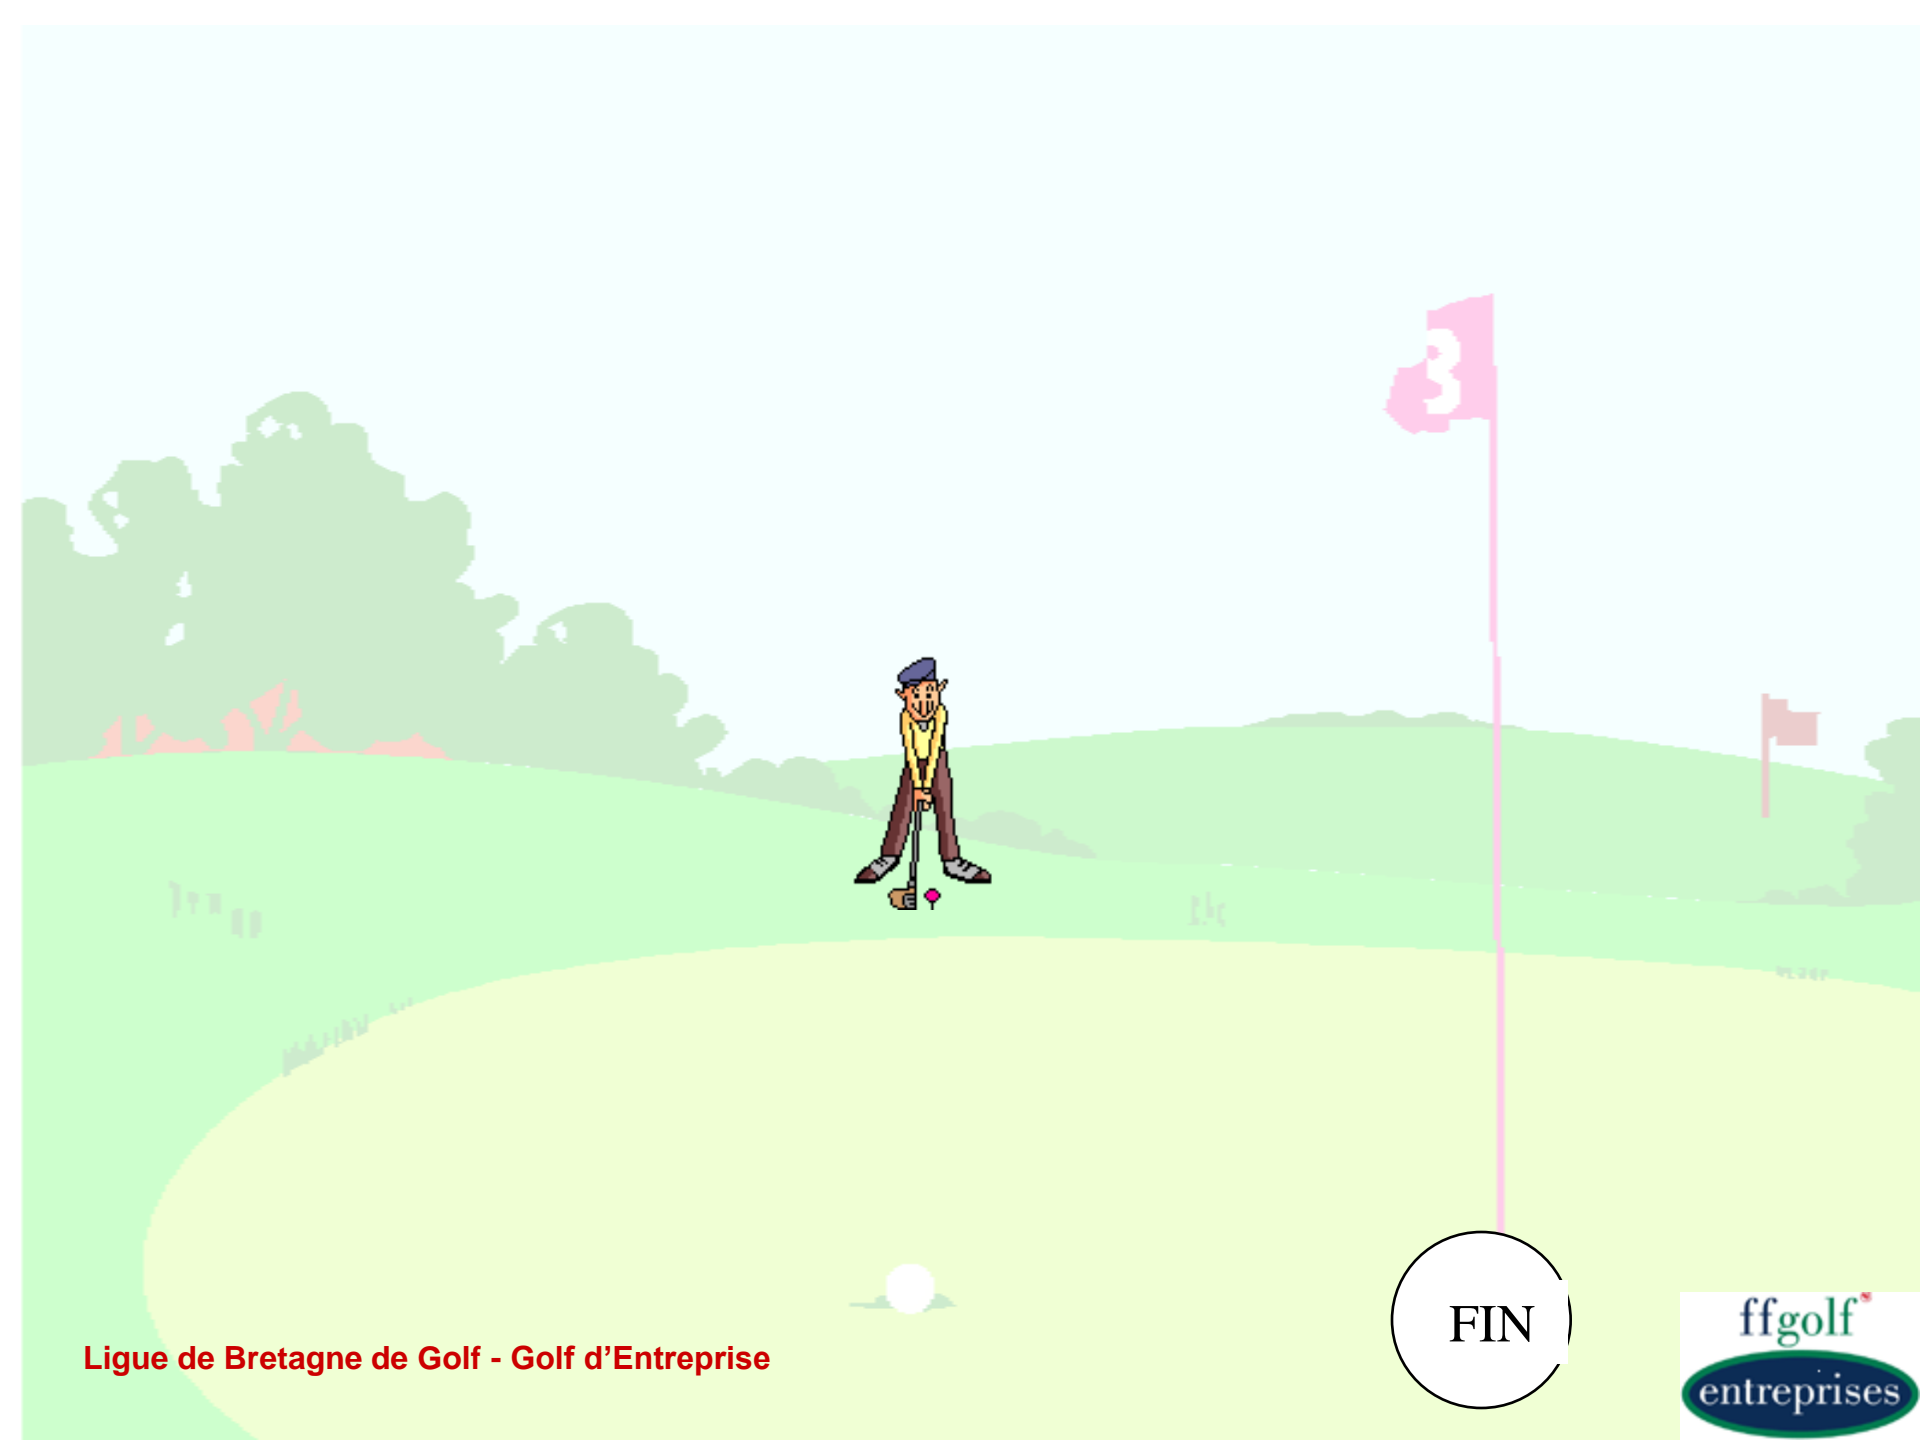 3
FIN
ffgolf
Ligue de Bretagne de Golf - Golf d’Entreprise
entreprises